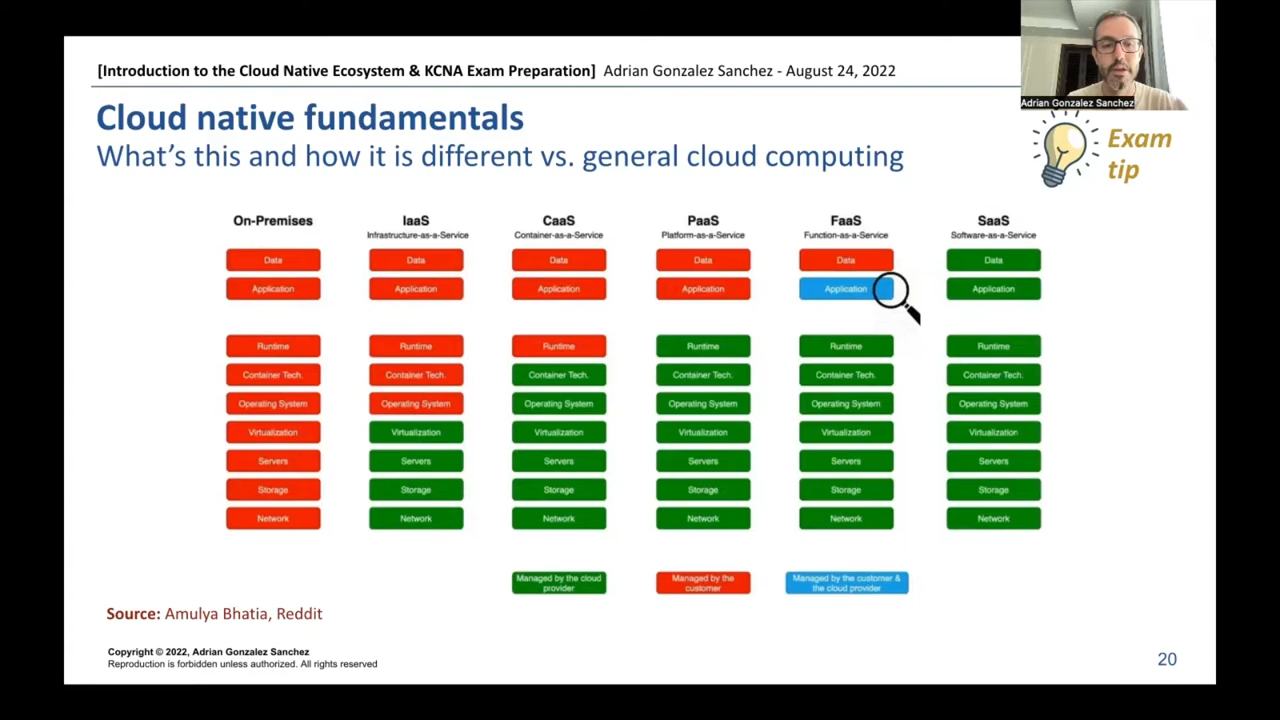 [Introduction to the Cloud Native Ecosystem & KCNA Exam Preparation] Adrian Gonzalez Sanchez - August 24, 2022
Adrian Gonzalez Sanchez
Cloud native fundamentals
What's this and how it is different vs. general cloud computing
Exam
tip
On-Premises IaaS CaaS PaaS FaaS SaaS
Infrastructure-as-a-Service Container-as-a-Service Platform-as-a-Service Function-as-a-Service Software-as-a-Service
Data Data Data Data Data Data
Application Application Application Application Application Application
Runtime Runtime Runtime Runtime Runtime Runtime
Container Tech. Container Tech. Container Tech. Container Tech. Container Tech. Container Tech.
Operating System Operating System Operating System Operating System Operating System Operating System
Virtualization Virtualization Virtualization Virtualization Virtualization Virtualization
Servers Servers Servers Servers Servers Servers
Storage Storage Storage Storage Storage Storage
Network Network Network Network Network Network
Managed by the cloud provider
Managed by the customer
Managed by the customer & the cloud provider
Source: Amulya Bhatia, Reddit
Copyright © 2022, Adrian Gonzalez Sanchez
Reproduction is forbidden unless authorized. All rights reserved
20